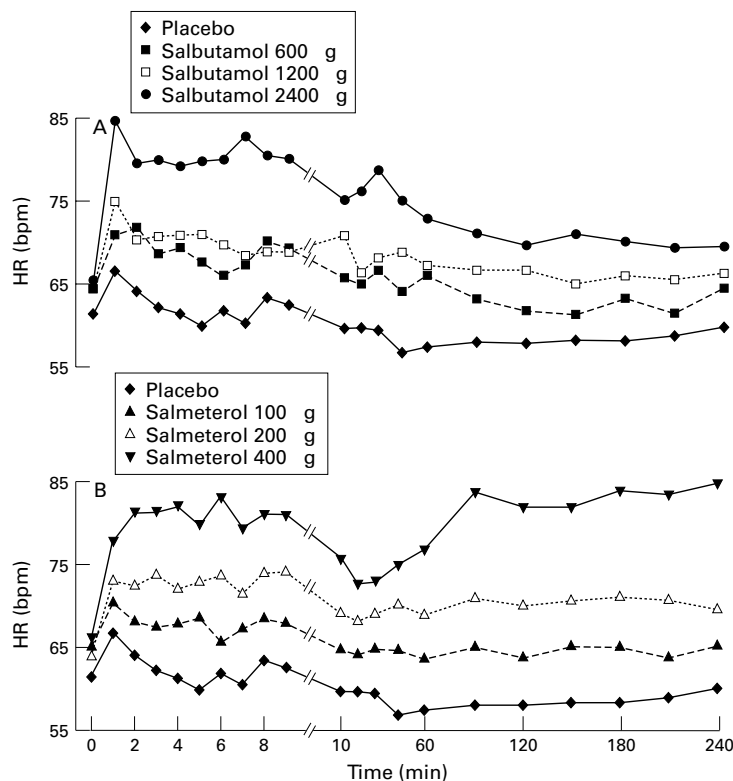 Placebo
Salbutamol 600 g
Salbutamol 1200 g
Salbutamol 2400 g
85
A
75
HR (bpm)
65
55
Placebo
Salmeterol 100 g
Salmeterol 200 g
Salmeterol 400 g
85
B
75
HR (bpm)
65
55
0 2 4 6 8 10 60 120 180 240
Time (min)